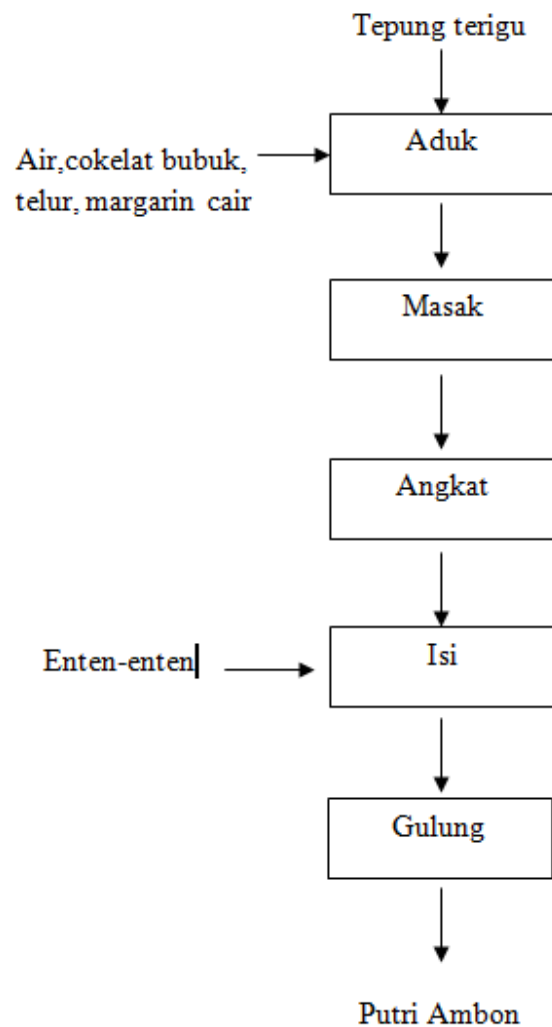 Tepung terigu
Aduk
Air,cokelat bubuk,
telur, margarin cair
Masak
Angkat
Enten-enten
Isi
Gulung
Putri Ambon